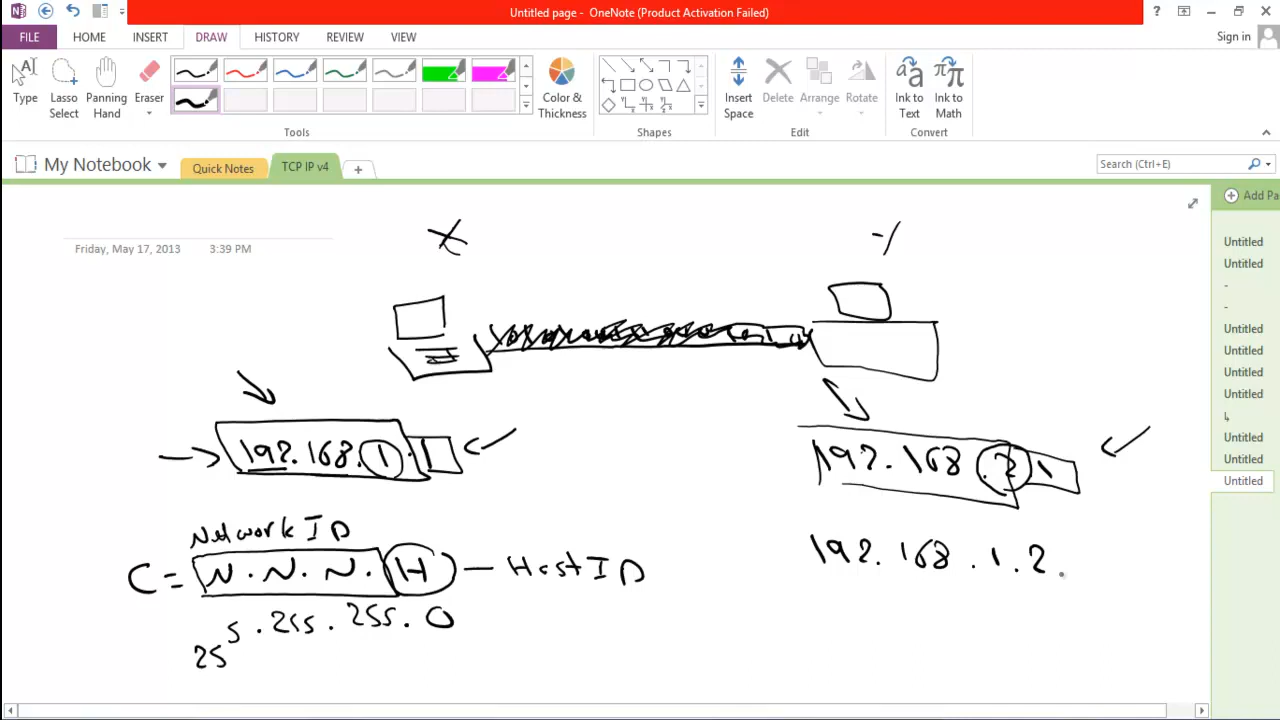 Untitled page - OneNote (Product Activation Failed)
?
Sign in
FILE HOME INSERT DRAW HISTORY REVIEW VIEW
Type
Lasso Select
Panning Hand
Eraser
Color & Thickness
Insert Space
Delete
Arrange
Rotate
Ink to Text
Ink to Math
Tools
Shapes
Edit
Convert
My Notebook
Quick Notes
TCP IP v4
Search (Ctrl+E)
Add Pa
Friday, May 17, 2013 3:39 PM
Untitled
Untitled
-
-
Untitled
Untitled
Untitled
Untitled
Untitled
Untitled
Untitled
192.168.1.1
192.168.2.1
Network ID
C = N.N.N.H - Host ID
255.255.255.0
192.168.1.2.